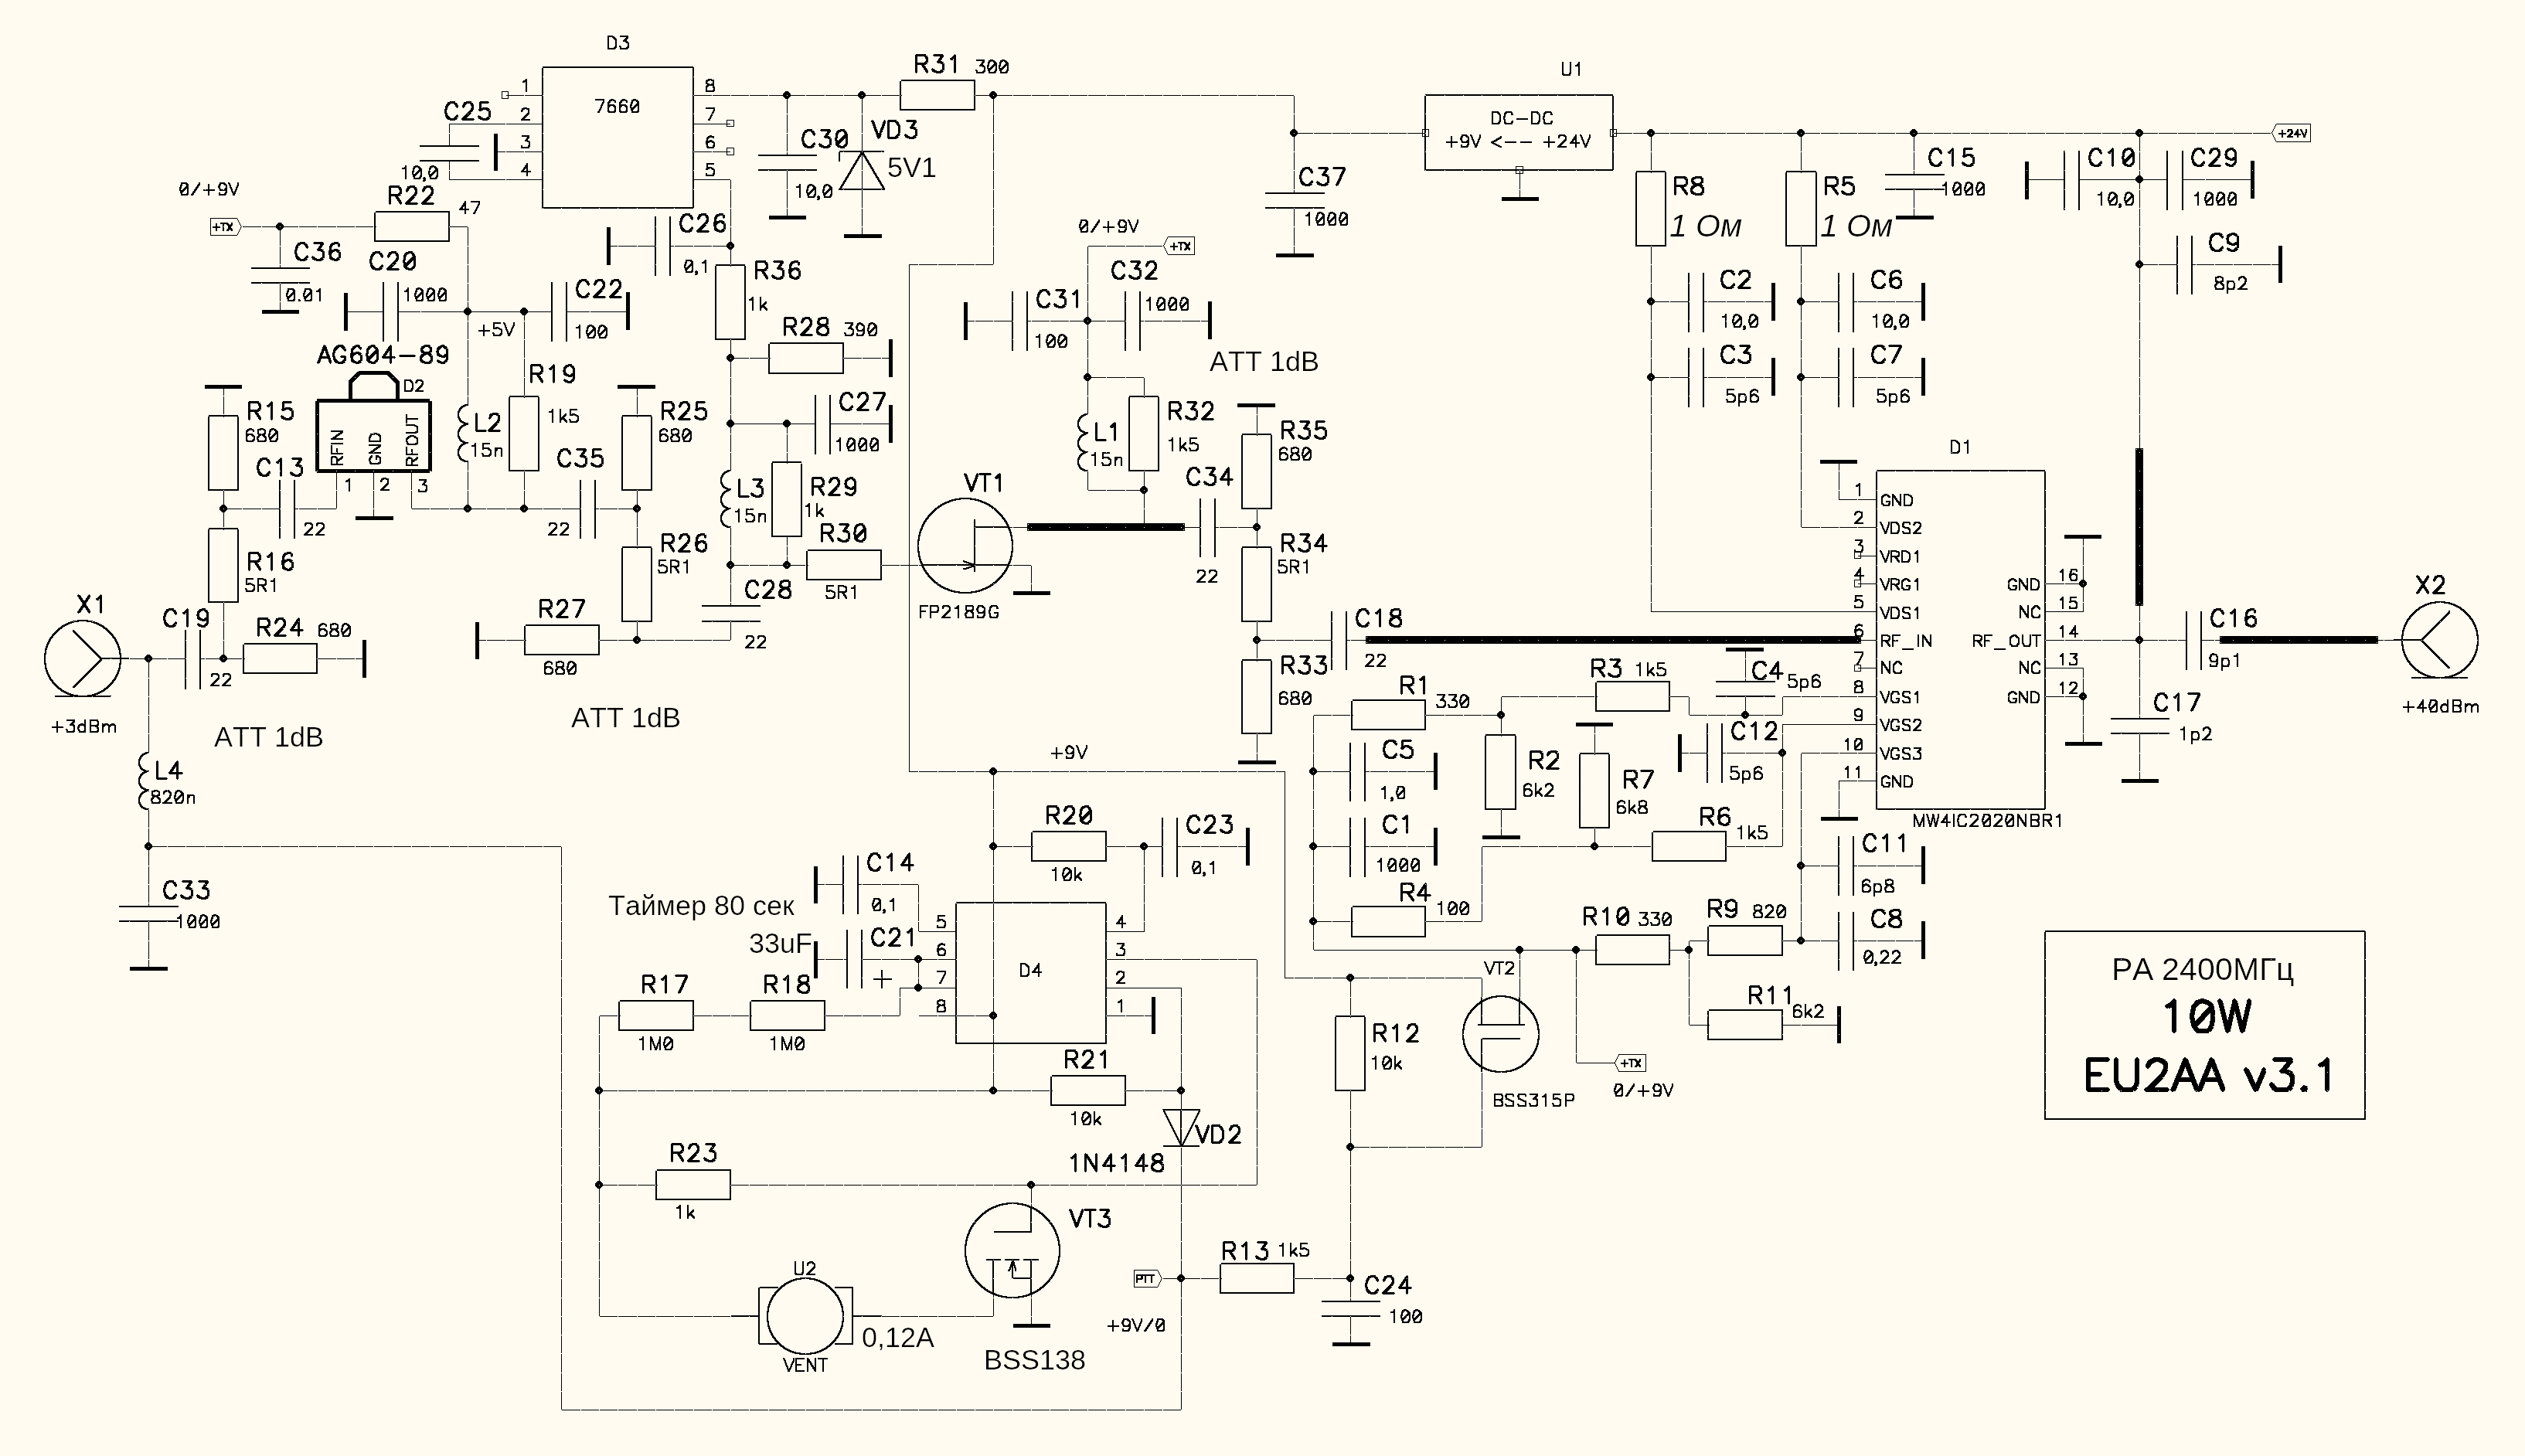 D3
7660
1
2
3
4
8
7
6
5
C25
10,0
R31 300
C30
10,0
VD3
5V1
U1
DC-DC
+9V <-- +24V
+24V
C37
1000
R8
1 Ом
R5
1 Ом
C15
1000
C10
10,0
C29
1000
C9
8p2
0/+9V
+TX
R22
47
C36
0.01
C20
1000
+5V
C22
100
C26
0,1
R36
1k
R28 390
0/+9V
+TX
C31
100
C32
1000
ATT 1dB
C2
10,0
C6
10,0
C3
5p6
C7
5p6
AG604-89
D2
RFIN
GND
RFOUT
1
2
3
R15
680
C13
22
R16
5R1
L2
15n
R19
1k5
C35
22
R25
680
R26
5R1
C27
1000
L3
15n
R29
1k
R30
5R1
VT1
FP2189G
L1
15n
R32
1k5
C34
22
R35
680
R34
5R1
D1
1
2
3
4
5
6
7
8
9
10
11
GND
VDS2
VRD1
VRG1
VDS1
RF_IN
NC
VGS1
VGS2
VGS3
GND
GND
NC
RF_OUT
NC
GND
16
15
14
13
12
MW4IC2020NBR1
X1
+3dBm
C19
22
R24 680
ATT 1dB
R27
680
C28
22
ATT 1dB
C18
22
R33
680
C16
9p1
X2
+40dBm
C17
1p2
R1 330
R3 1k5
C4 5p6
C12
5p6
R2
6k2
R7
6k8
R6 1k5
C5
1,0
C1
1000
R4 100
L4
820n
C33
1000
+9V
R20
10k
C23
0,1
C14
0,1
Таймер 80 сек
33uF
C21
+
D4
5
6
7
8
4
3
2
1
R17
1M0
R18
1M0
R21
10k
VD2
1N4148
R23
1k
VT3
BSS138
U2
VENT
0,12A
PTT
+9V/0
R13 1k5
C24
100
R12
10k
VT2
BSS315P
+TX
0/+9V
R10 330
R9 820
R11 6k2
C11
6p8
C8
0,22
PA 2400МГц
10W
EU2AA v3.1